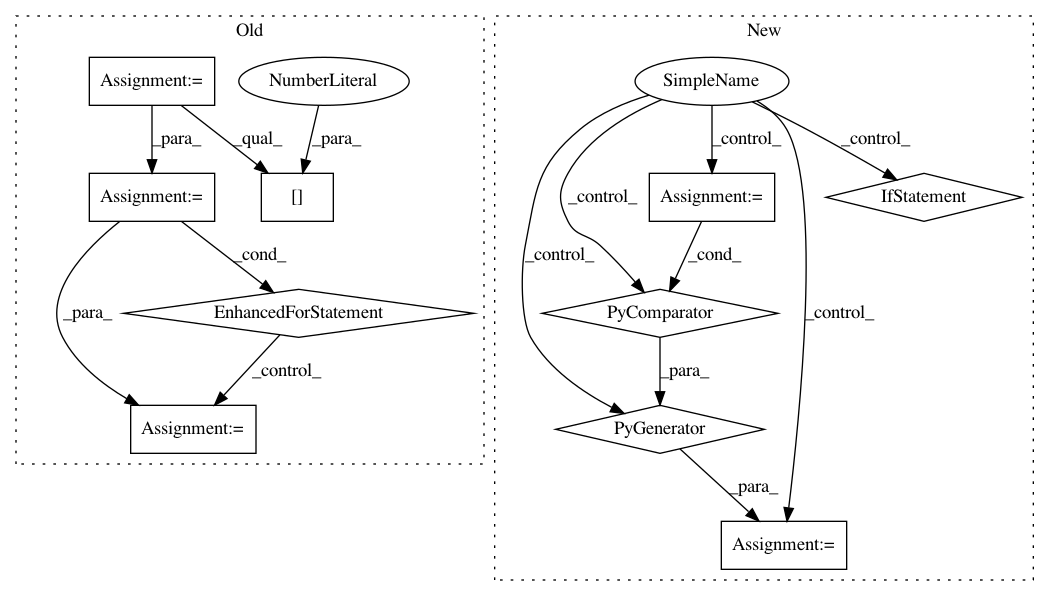 Old
Assignment:=
NumberLiteral
_para_
_qual_
_para_
Assignment:=
[]
_cond_
_para_
EnhancedForStatement
_control_
Assignment:=
New
SimpleName
_control_
_control_
_control_
Assignment:=
IfStatement
_control_
_cond_
PyComparator
_control_
_para_
PyGenerator
_para_
Assignment:=